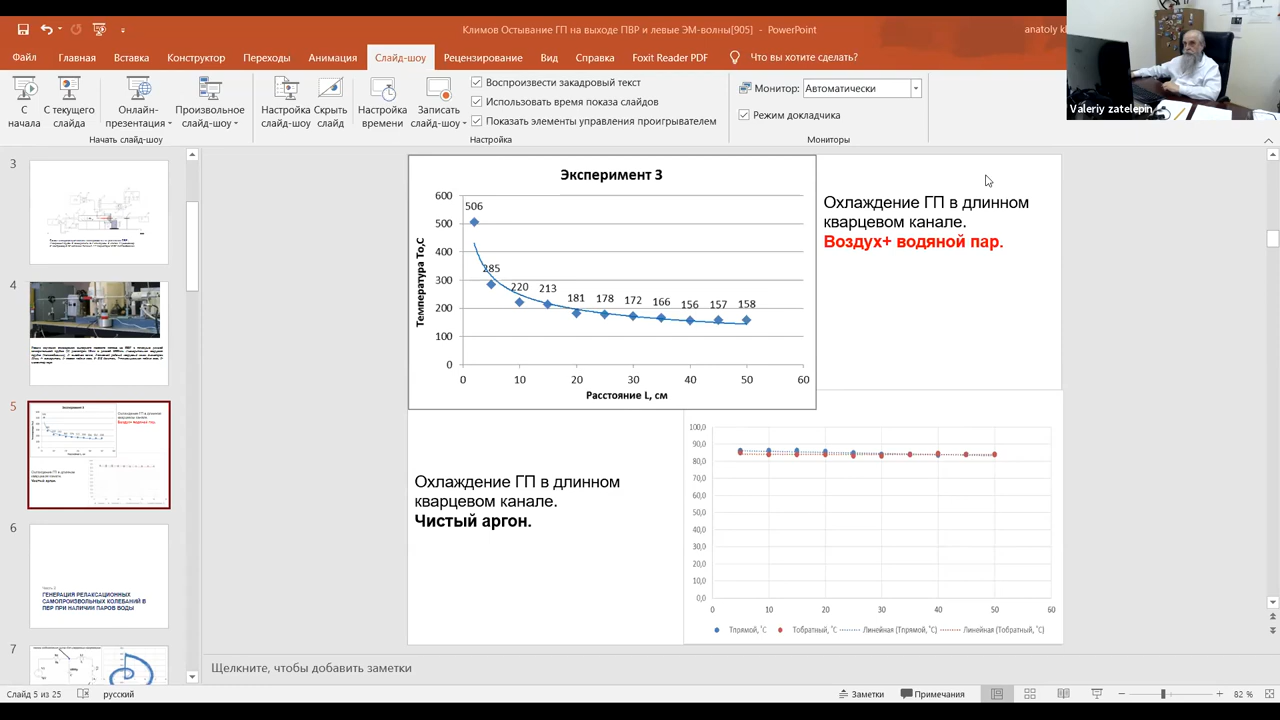 Климов Остывание ГП на выходе ПВР и левые ЭМ-волны[905] - PowerPoint
anatoly kl
Файл Главная Вставка Конструктор Переходы Анимация Слайд-шоу Рецензирование Вид Справка Foxit Reader PDF Что вы хотите сделать?
Valeriy zatelepin
С начала
С текущего слайда
Онлайн-презентация
Произвольное слайд-шоу
Начать слайд-шоу
Настройка слайд-шоу
Скрыть слайд
Настройка времени
Записать слайд-шоу
Воспроизвести закадровый текст
Использовать время показа слайдов
Показать элементы управления проигрывателем
Настройка
Монитор: Автоматически
Режим докладчика
Мониторы
3
4
5
6
Часть 2
ГЕНЕРАЦИЯ РЕЛАКСАЦИОННЫХ
САМОПРОИЗВОЛЬНЫХ КОЛЕБАНИЙ В
ПВР ПРИ НАЛИЧИИ ПАРОВ ВОДЫ
7
Эксперимент 3
Температура То,С
600
500
400
300
200
100
0
506
285
220
213
181
178
172
166
156
157
158
0 10 20 30 40 50 60
Расстояние L, см
Охлаждение ГП в длинном
кварцевом канале.
Воздух+ водяной пар.
Охлаждение ГП в длинном
кварцевом канале.
Чистый аргон.
100,0
90,0
80,0
70,0
60,0
50,0
40,0
30,0
20,0
10,0
0,0
0 10 20 30 40 50 60
Тпрямой, ˚С Тобратный, ˚С Линейная (Тпрямой, ˚С) Линейная (Тобратный, ˚С)
Щелкните, чтобы добавить заметки
Слайд 5 из 25 русский Заметки Примечания 82 %